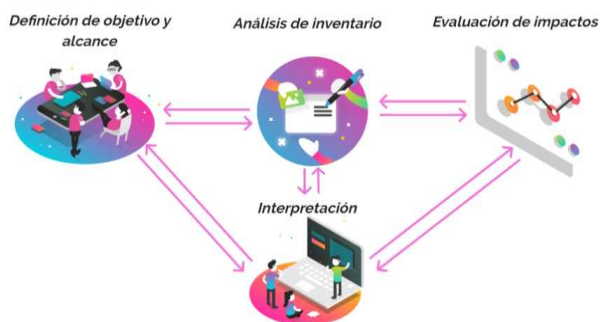 Definición de objetivo y
alcance
Análisis de inventario
Evaluación de impactos
Interpretación